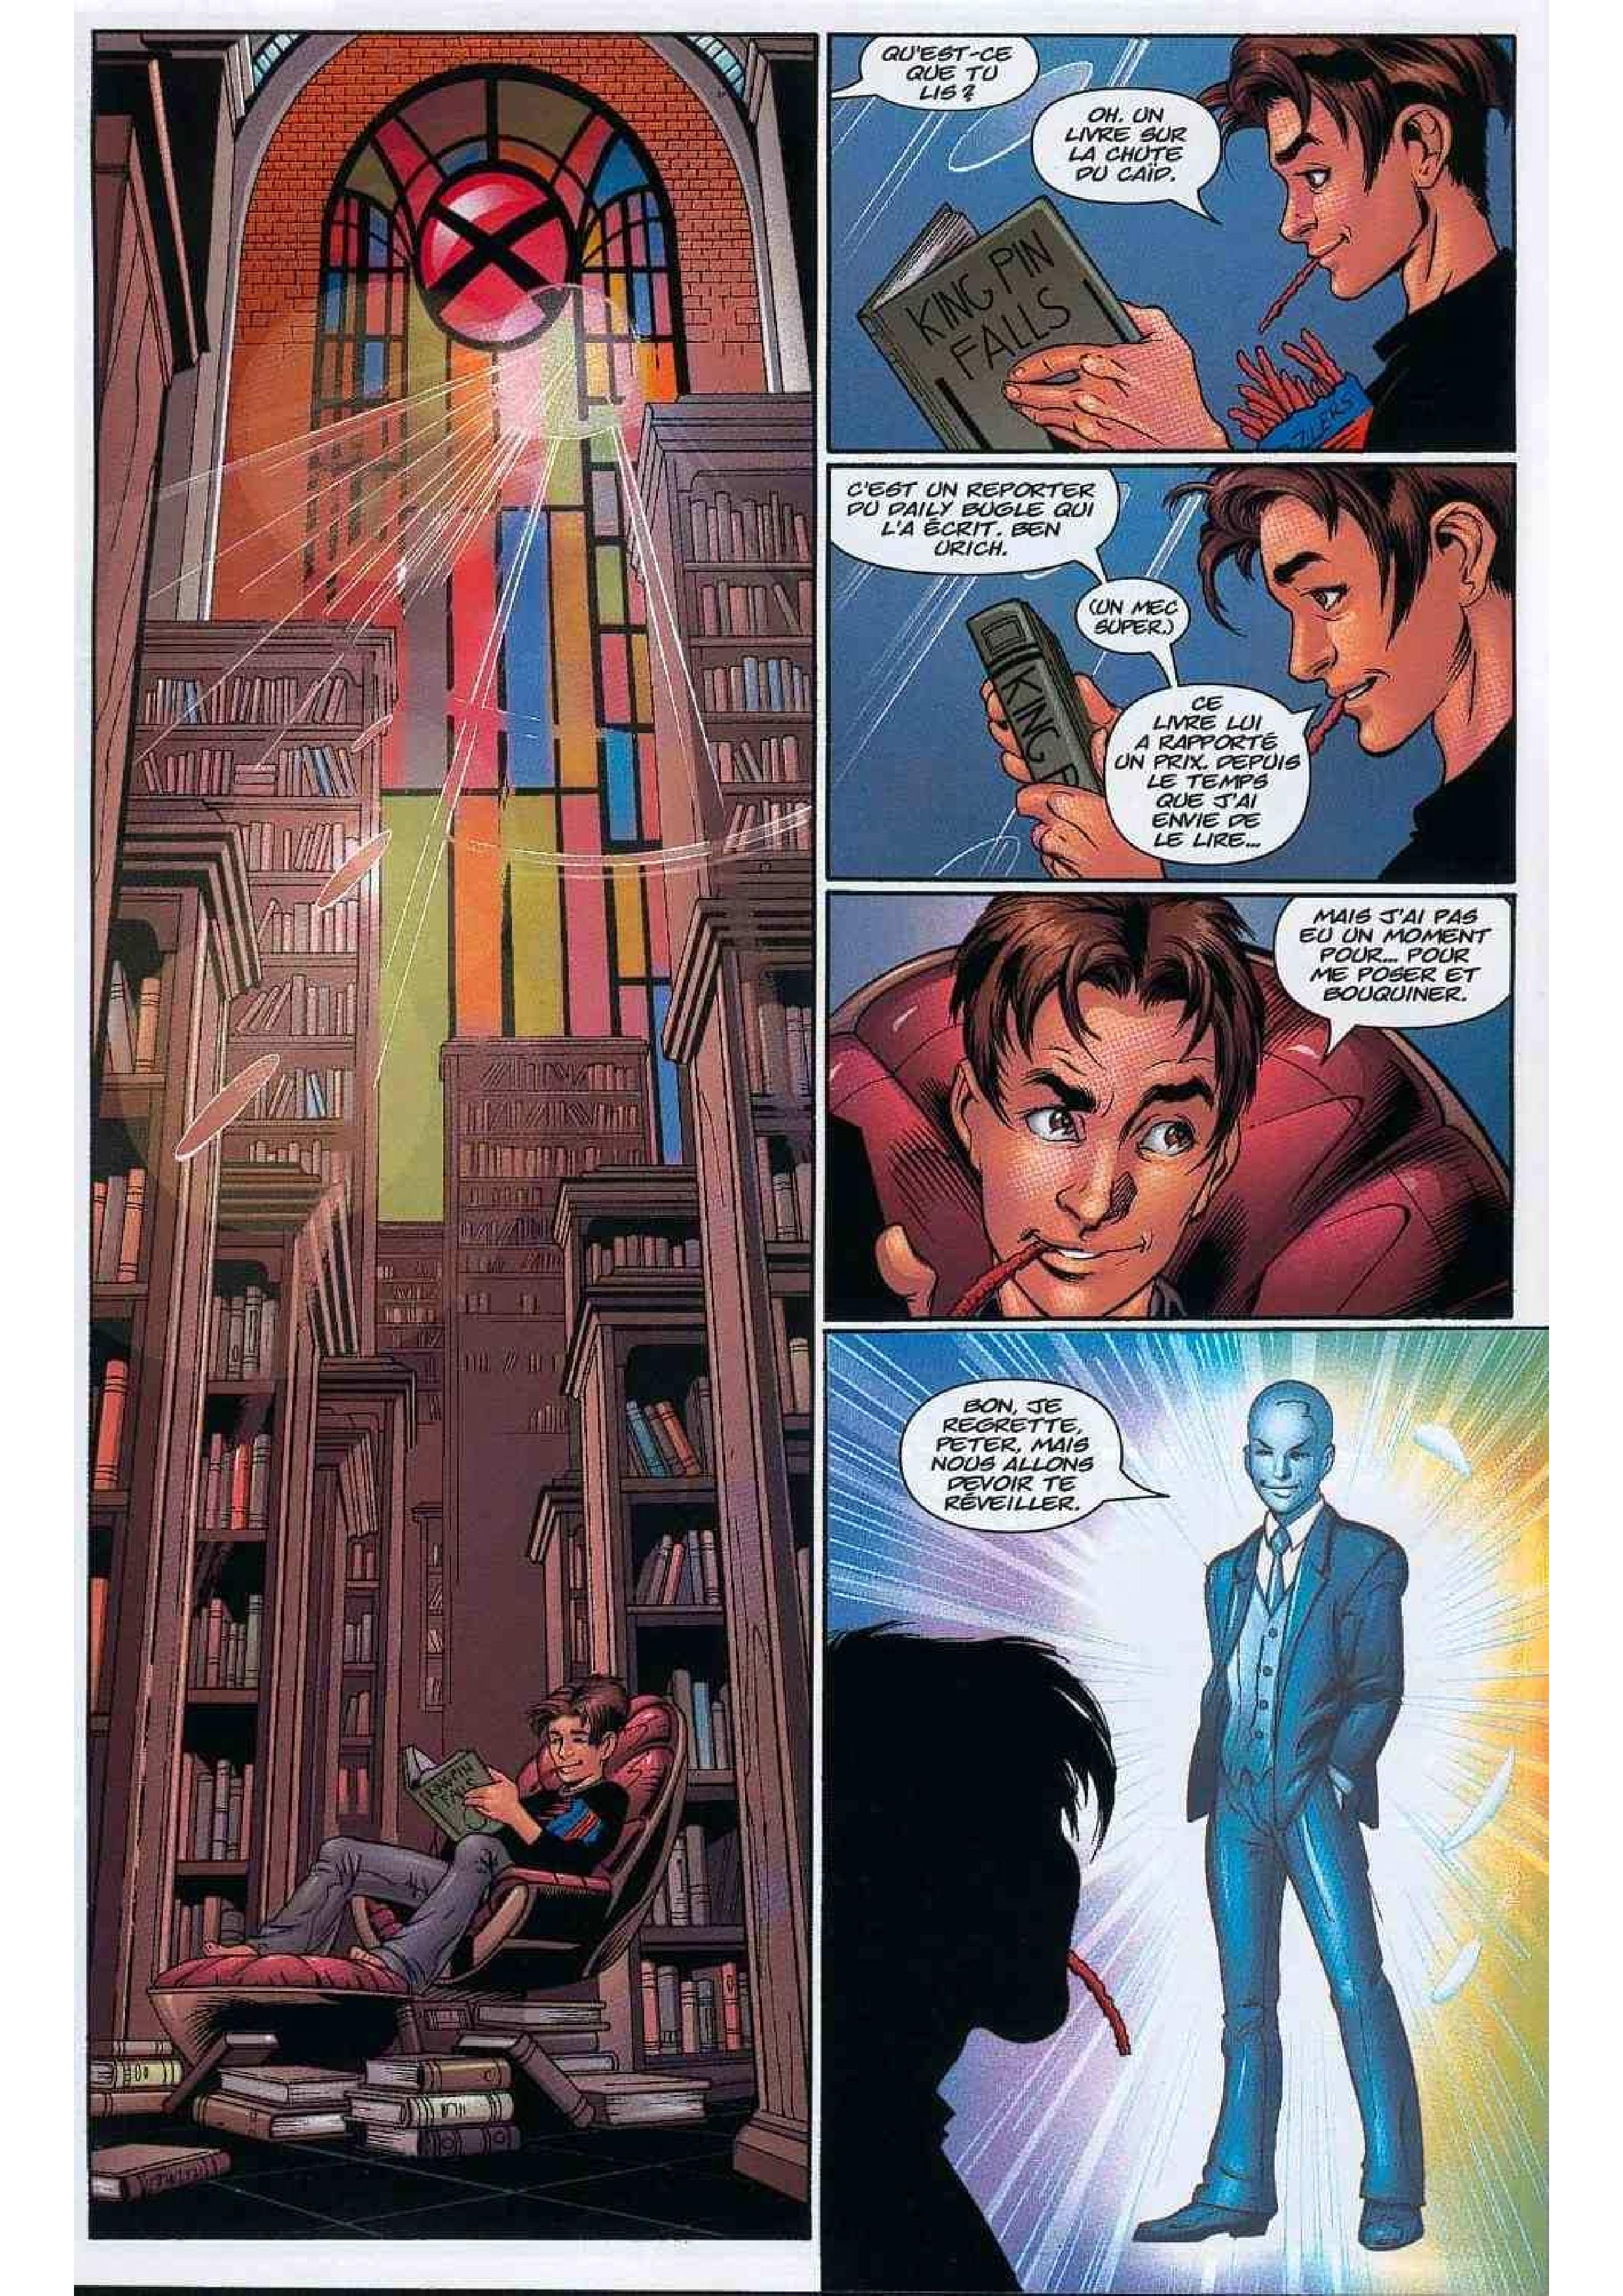 QU'EST-CE
QUE TU
LIS?
OH. UN
LIVRE SUR
LA CHUTE
DU CAÏD.
KING PIN
FALLS
C'EST UN REPORTER
DU DAILY BUGLE QUI
L'A ÉCRIT. BEN
URICH.
(UN MEC
SUPER.)
KING P
CE
LIVRE LUI
A RAPPORTÉ
UN PRIX. DEPUIS
LE TEMPS
QUE J'AI
ENVIE DE
LE LIRE...
MAIS J'AI PAS
EU UN MOMENT
POUR... POUR
ME POSER ET
BOUQUINER.
KING PIN
BON, JE
REGRETTE,
PETER, MAIS
NOUS ALLONS
DEVOIR TE
RÉVEILLER.